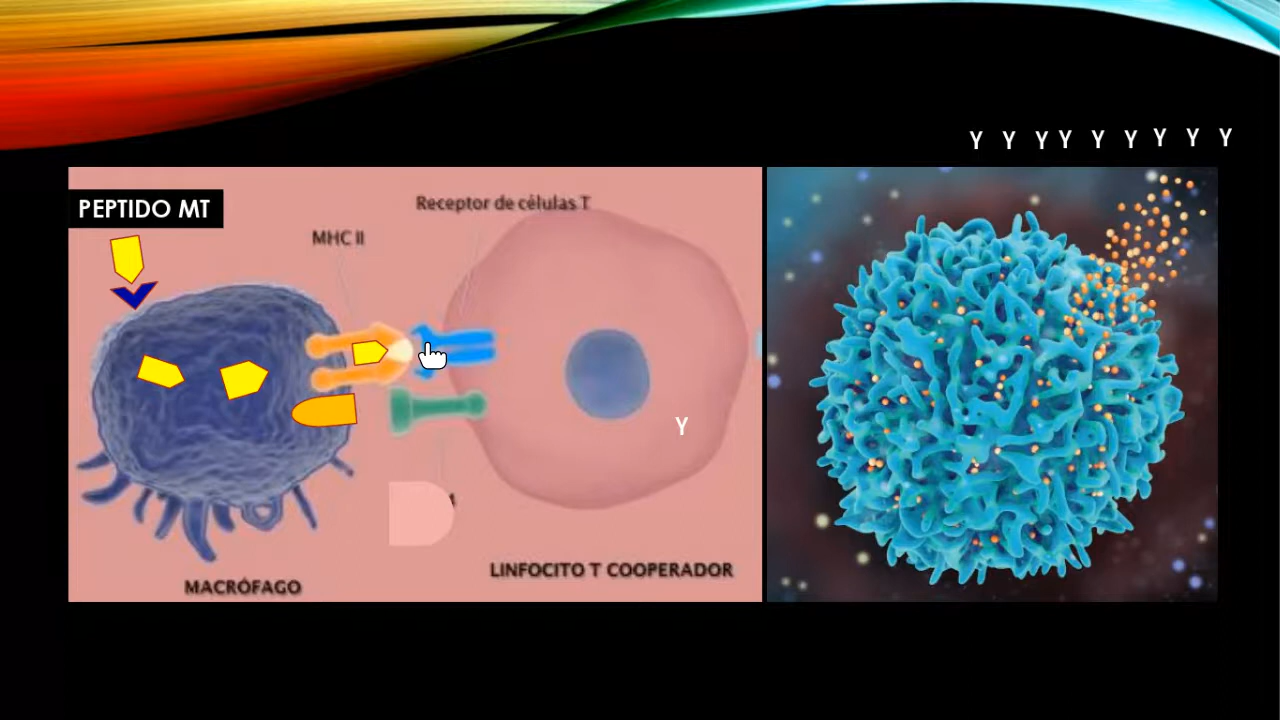 Y Y Y Y Y Y Y Y Y
PEPTIDO MT
Receptor de células T
MHC II
Y
LINFOCITO T COOPERADOR
MACRÓFAGO